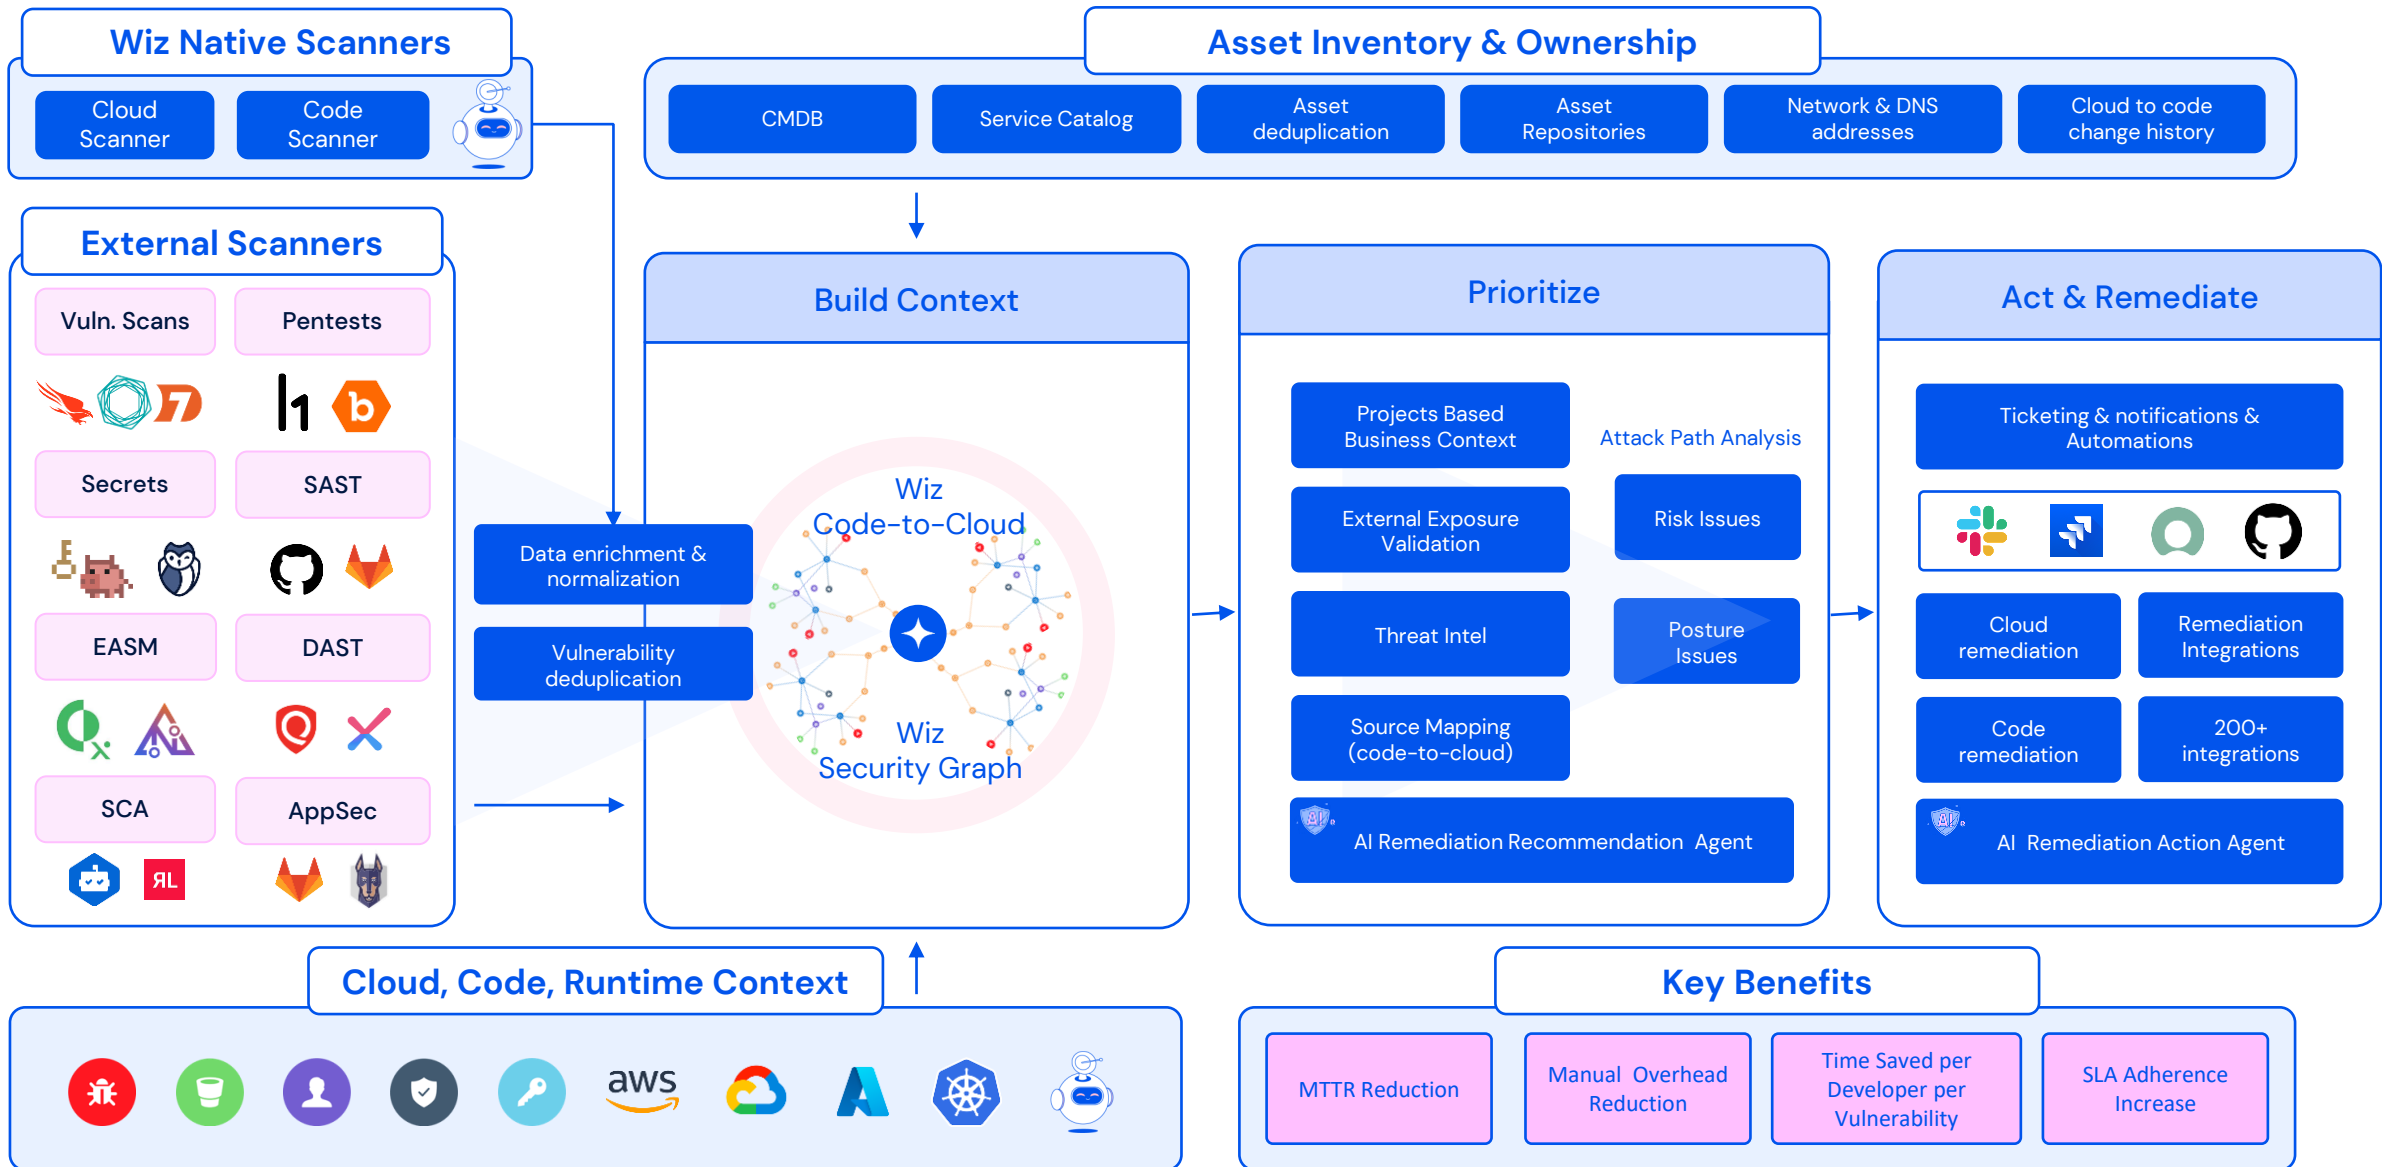 Wiz Native Scanners
Cloud
Scanner
Code
Scanner
Asset Inventory & Ownership
CMDB
Service Catalog
Asset
deduplication
Asset
Repositories
Network & DNS
addresses
Cloud to code
change history
External Scanners
Vuln. Scans
Pentests
7
h1
b
Secrets
SAST
EASM
DAST
SCA
AppSec
RL
Data enrichment &
normalization
Vulnerability
deduplication
Build Context
Wiz
Code-to-Cloud
Wiz
Security Graph
Prioritize
Projects Based
Business Context
External Exposure
Validation
Threat Intel
Source Mapping
(code-to-cloud)
Attack Path Analysis
Risk Issues
Posture
Issues
AI
AI Remediation Recommendation Agent
Act & Remediate
Ticketing & notifications &
Automations
Cloud
remediation
Remediation
Integrations
Code
remediation
200+
integrations
AI
AI Remediation Action Agent
Cloud, Code, Runtime Context
aws
Key Benefits
MTTR Reduction
Manual Overhead
Reduction
Time Saved per
Developer per
Vulnerability
SLA Adherence
Increase